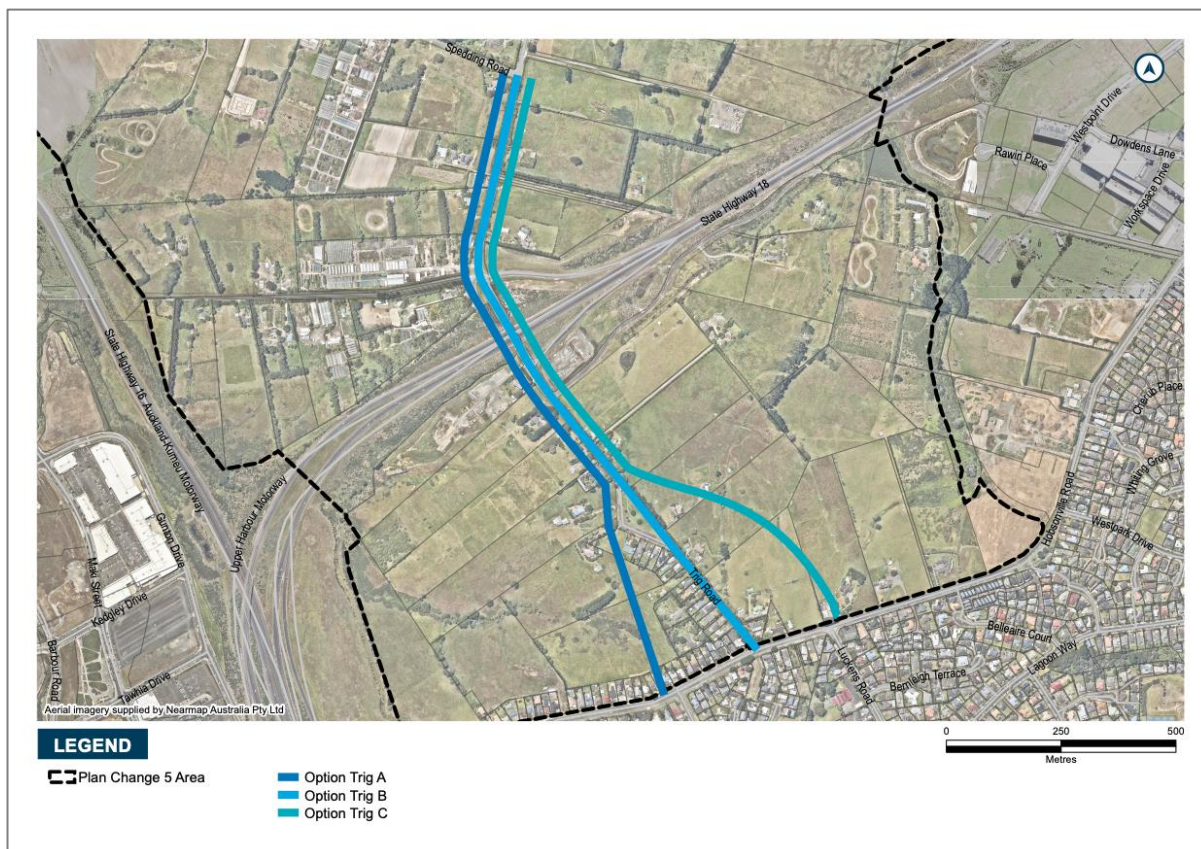 Spedding Road
State Highway 18
Westpoint Drive
Dowdens Lane
Rawin Place
Workspace Drive
State Highway 16 Auckland-Kumeu Motorway
Upper Harbour Motorway
Gunton Drive
Maki Street
Kedgley Drive
Barbour Road
Tawhia Drive
Trig Road
Hobsonville Road
Cherub Place
Whiting Grove
Westpark Drive
Belleaire Court
Lagoon Way
Bernleigh Terrace
Luckens Road
Aerial imagery supplied by Nearmap Australia Pty Ltd
LEGEND
Plan Change 5 Area
Option Trig A
Option Trig B
Option Trig C
0 250 500
Metres